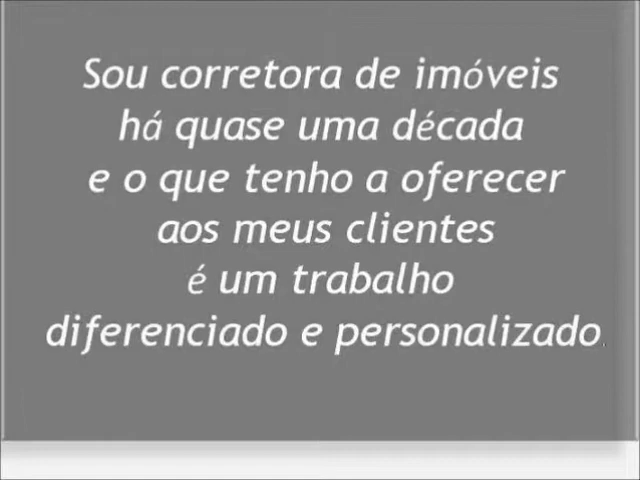 Sou corretora de imóveis
há quase uma década
e o que tenho a oferecer
aos meus clientes
é um trabalho
diferenciado e personalizado.